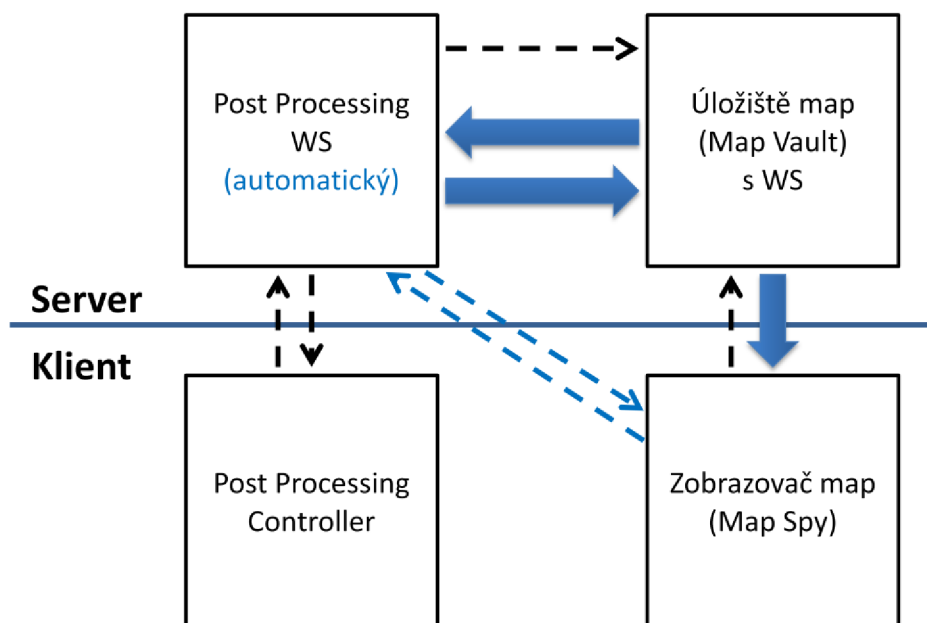 Post Processing
WS
(automatický)
Úložiště map
(Map Vault)
s WS
Server
Klient
Post Processing
Controller
Zobrazovač map
(Map Spy)